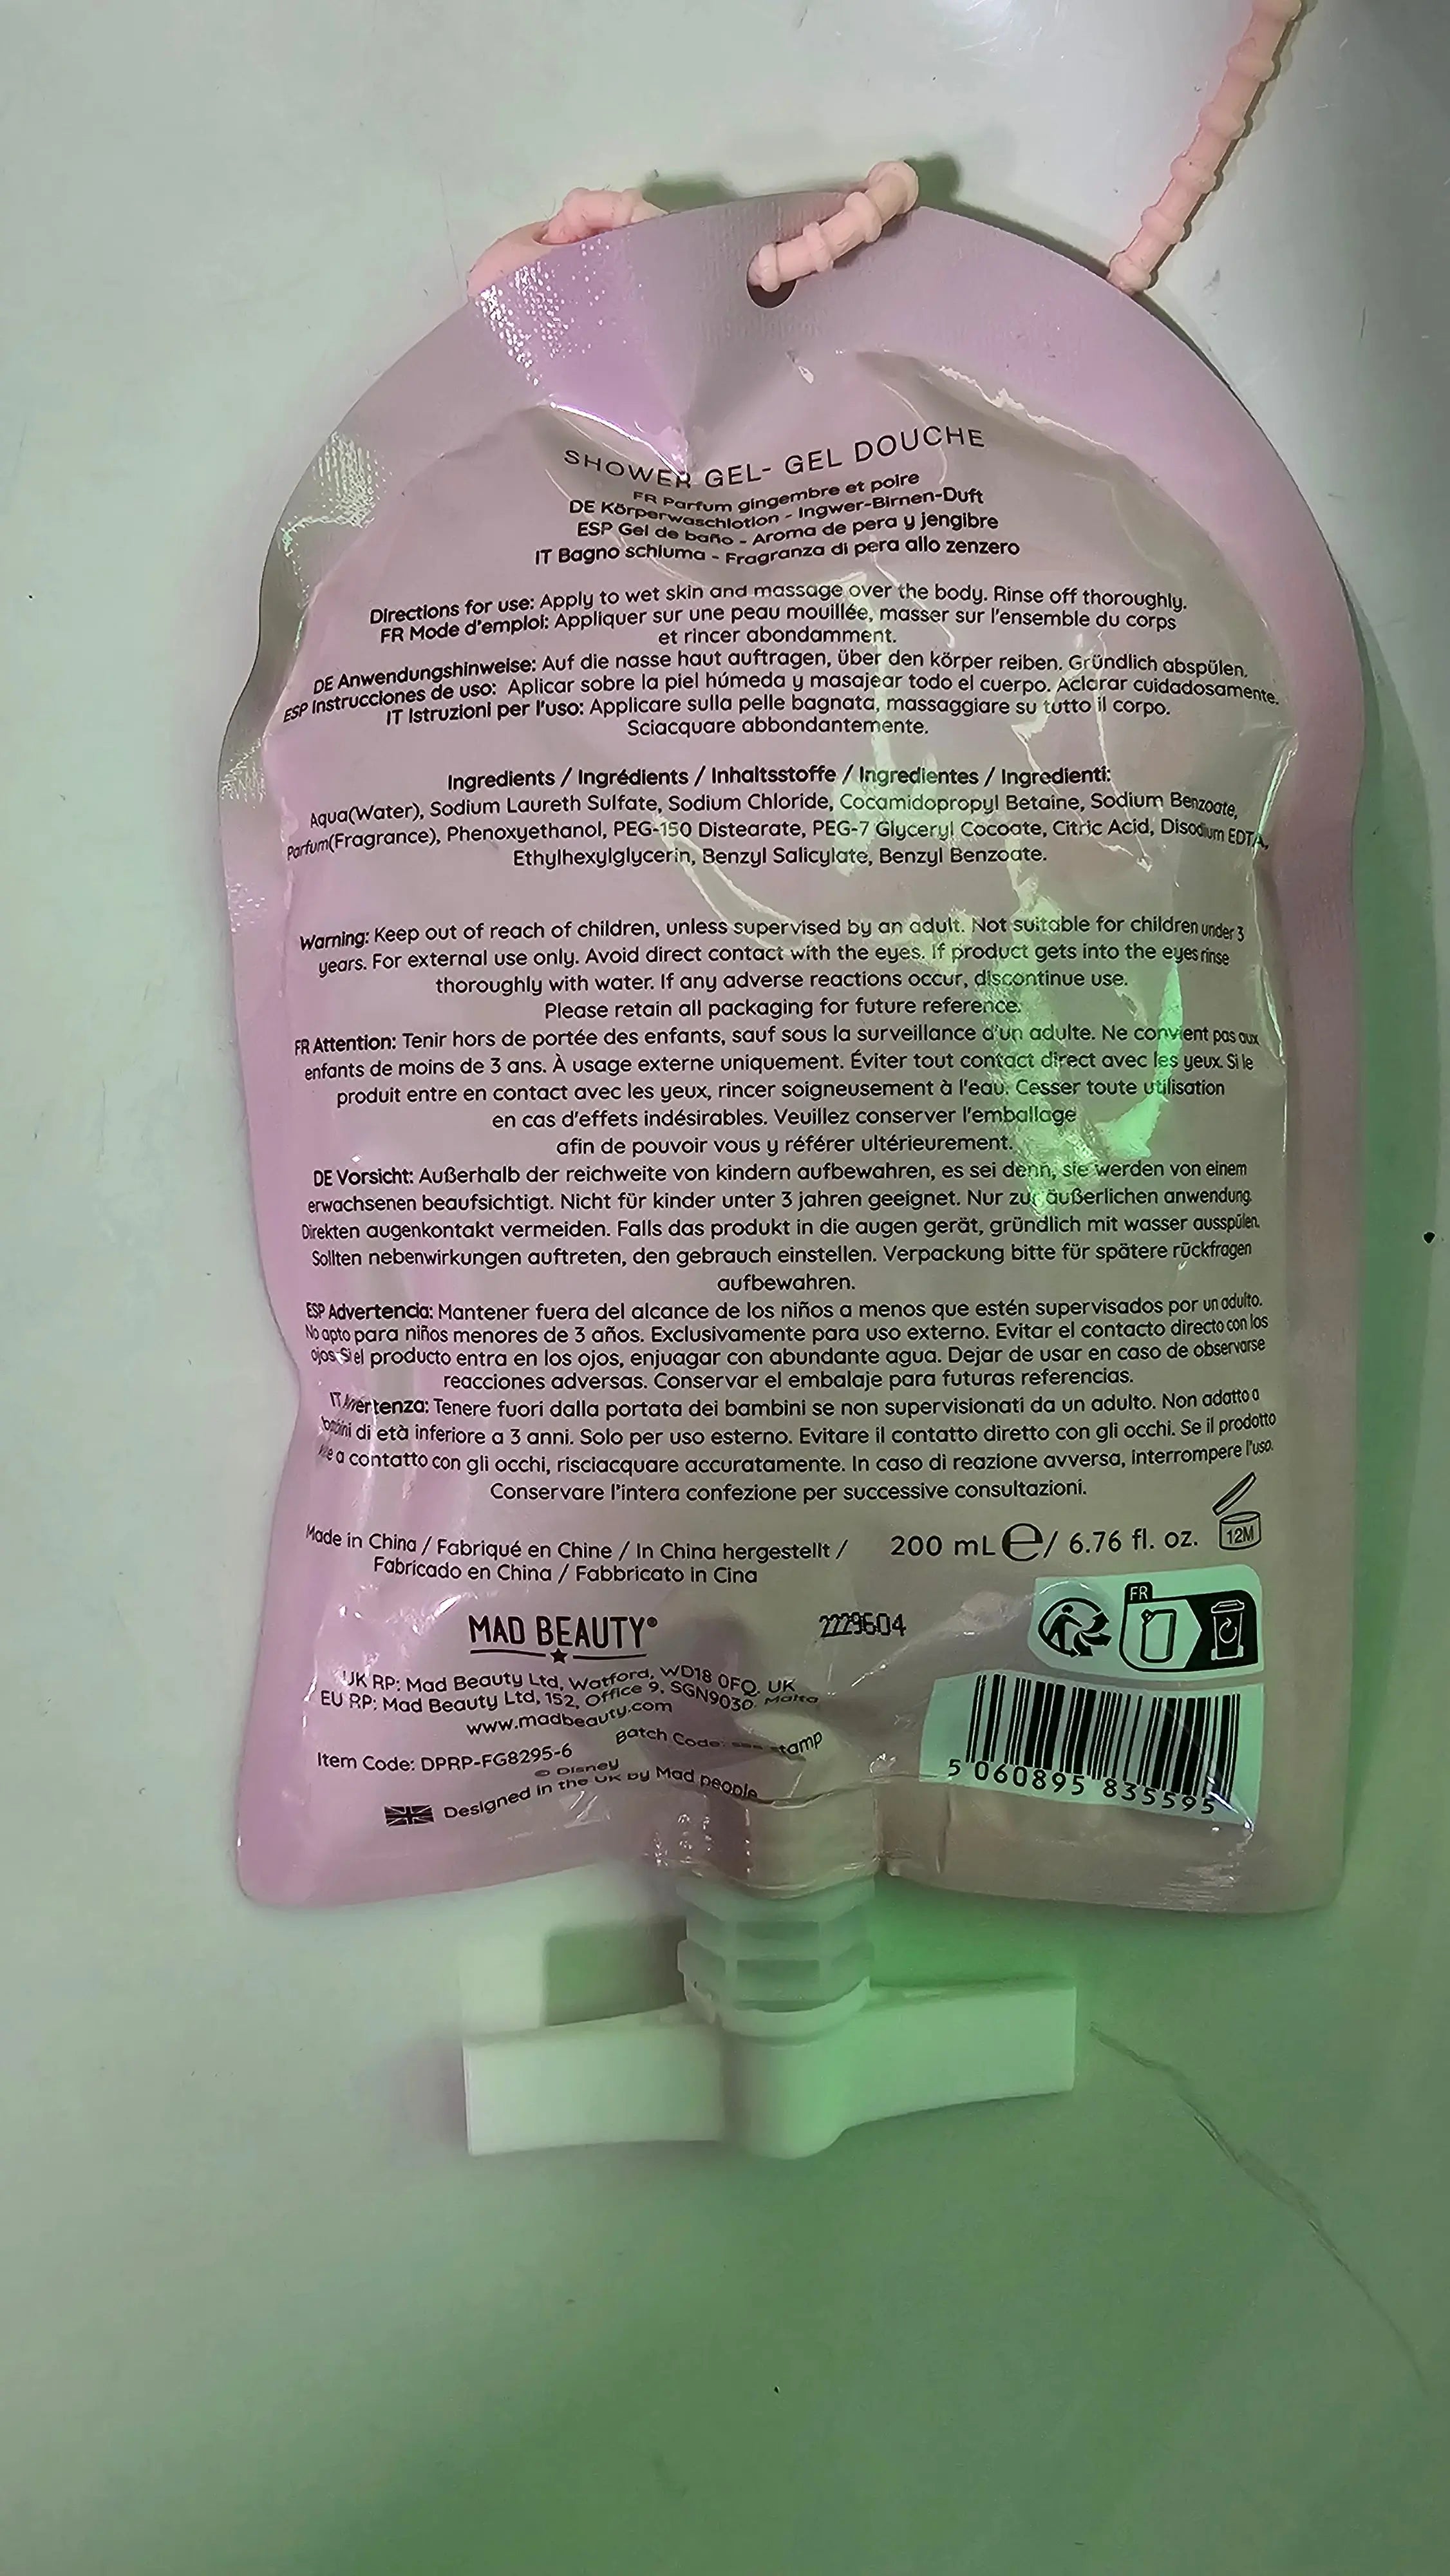 SHOWER GEL- GEL DOUCHE
FR Parfum gingembre et poire
DE Körperwaschlotion - Ingwer-Birnen-Duft
ESP Gel de baño - Aroma de pera y jengibre
IT Bagno schiuma - Fragranza di pera allo zenzero
Directions for use: Apply to wet skin and massage over the body. Rinse off thoroughly.
FR Mode d'emploi: Appliquer sur une peau mouillée, masser sur l'ensemble du corps
et rincer abondamment.
DE Anwendungshinweise: Auf die nasse haut auftragen, über den körper reiben. Gründlich abspülen.
ESP Instrucciones de uso: Aplicar sobre la piel húmeda y masajear todo el cuerpo. Aclarar cuidadosamente.
IT Istruzioni per l'uso: Applicare sulla pelle bagnata, massaggiare su tutto il corpo.
Sciacquare abbondantemente.
Ingredients / Ingrédients / Inhaltsstoffe / Ingredientes / Ingredienti:
Aqua(Water), Sodium Laureth Sulfate, Sodium Chloride, Cocamidopropyl Betaine, Sodium Benzoate,
Parfum(Fragrance), Phenoxyethanol, PEG-150 Distearate, PEG-7 Glyceryl Cocoate, Citric Acid, Disodium EDTA,
Ethylhexylglycerin, Benzyl Salicylate, Benzyl Benzoate.
Warning: Keep out of reach of children, unless supervised by an adult. Not suitable for children under 3
years. For external use only. Avoid direct contact with the eyes. If product gets into the eyes rinse
thoroughly with water. If any adverse reactions occur, discontinue use.
Please retain all packaging for future reference.
FR Attention: Tenir hors de portée des enfants, sauf sous la surveillance d'un adulte. Ne convient pas aux
enfants de moins de 3 ans. À usage externe uniquement. Éviter tout contact direct avec les yeux. Si le
produit entre en contact avec les yeux, rincer soigneusement à l'eau. Cesser toute utilisation
en cas d'effets indésirables. Veuillez conserver l'emballage
afin de pouvoir vous y référer ultérieurement.
DE Vorsicht: Außerhalb der reichweite von kindern aufbewahren, es sei denn, sie werden von einem
erwachsenen beaufsichtigt. Nicht für kinder unter 3 jahren geeignet. Nur zur äußerlichen anwendung.
Direkten augenkontakt vermeiden. Falls das produkt in die augen gerät, gründlich mit wasser ausspülen.
Sollten nebenwirkungen auftreten, den gebrauch einstellen. Verpackung bitte für spätere rückfragen
aufbewahren.
ESP Advertencia: Mantener fuera del alcance de los niños a menos que estén supervisados por un adulto.
No apto para niños menores de 3 años. Exclusivamente para uso externo. Evitar el contacto directo con los
ojos. Si el producto entra en los ojos, enjuagar con abundante agua. Dejar de usar en caso de observarse
reacciones adversas. Conservar el embalaje para futuras referencias.
IT Avvertenza: Tenere fuori dalla portata dei bambini se non supervisionati da un adulto. Non adatto a
bambini di età inferiore a 3 anni. Solo per uso esterno. Evitare il contatto diretto con gli occhi. Se il prodotto
a contatto con gli occhi, risciacquare accuratamente. In caso di reazione avversa, interrompere l'uso.
Conservare l'intera confezione per successive consultazioni.
Made in China / Fabriqué en Chine / In China hergestellt /
Fabricado en China / Fabbricato in Cina
200 mL e / 6.76 fl. oz.
12M
MAD BEAUTY®
2229604
FR
UK RP: Mad Beauty Ltd, Watford, WD18 0FQ. UK
EU RP: Mad Beauty Ltd, 152, Office 9, SGN9030. Malta
www.madbeauty.com
Item Code: DPRP-FG8295-6
Batch Code: see stamp
© Disney
Designed in the UK by Mad people
5 060895 835595